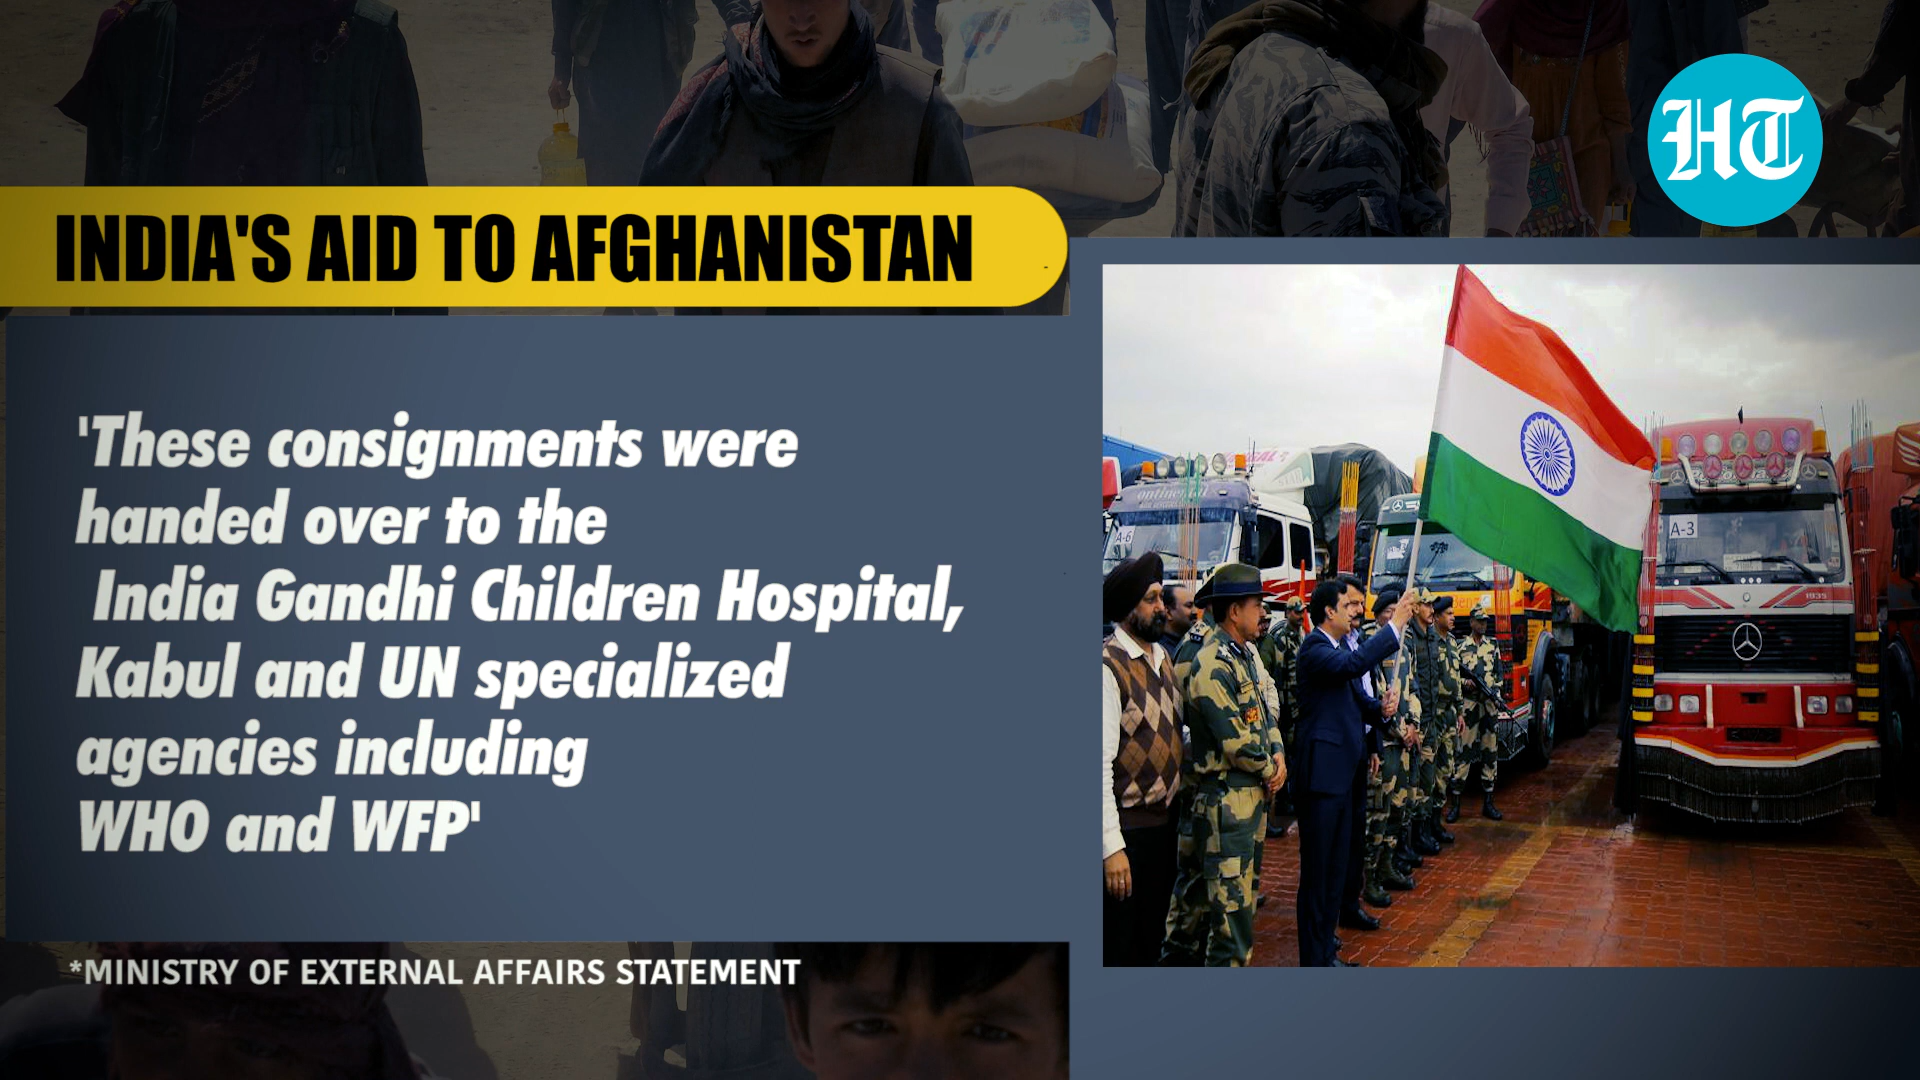 HT
INDIA'S AID TO AFGHANISTAN
'These consignments were
handed over to the
India Gandhi Children Hospital,
Kabul and UN specialized
agencies including
WHO and WFP'
*MINISTRY OF EXTERNAL AFFAIRS STATEMENT
A-6
A-3
1935